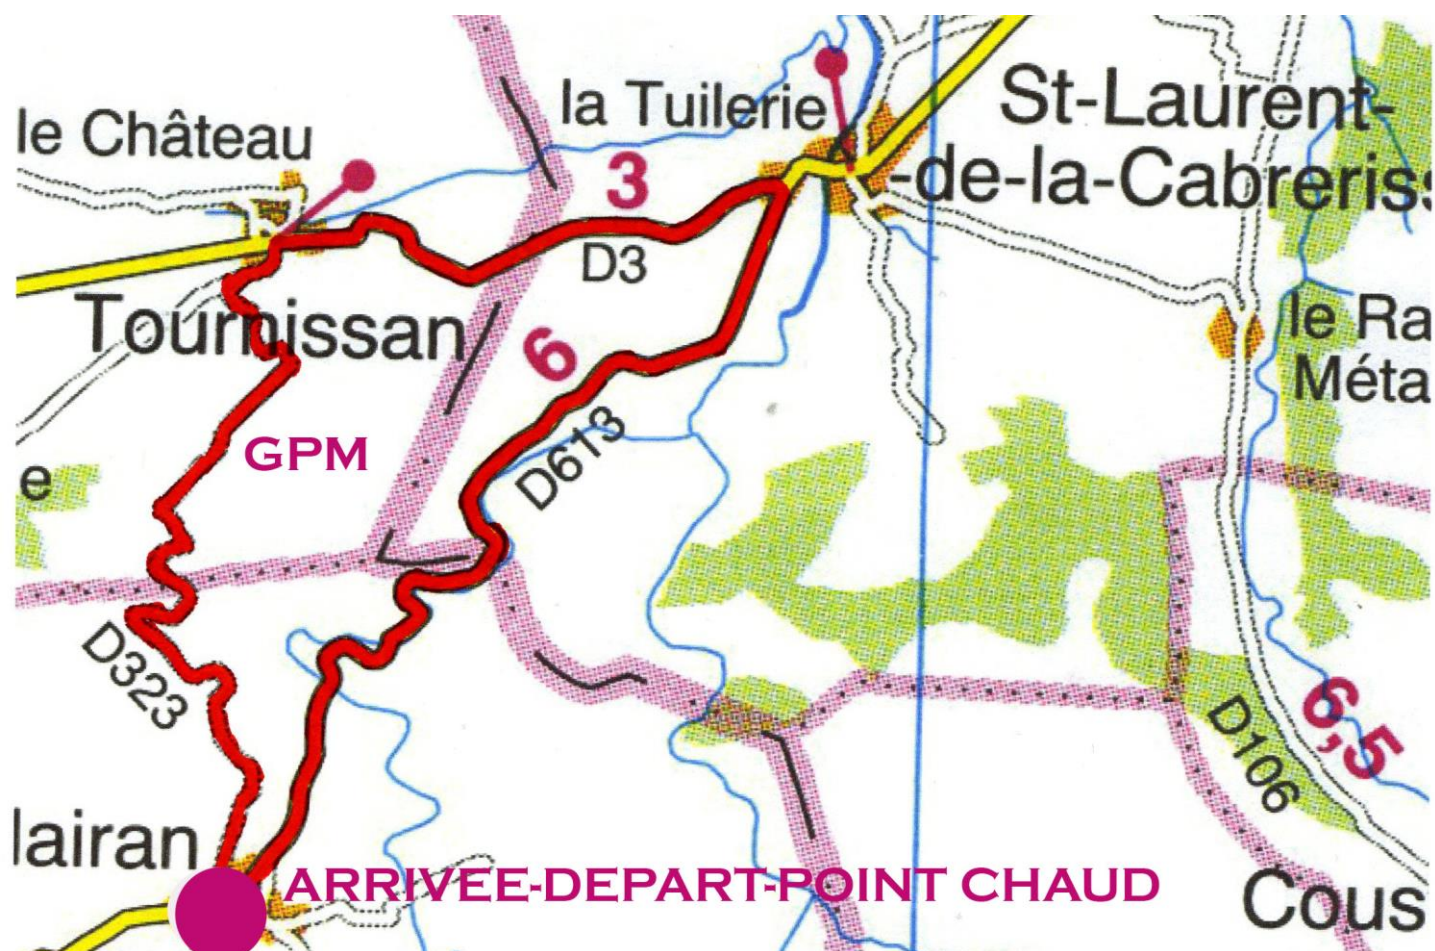 la Tuilerie
St-Laurent-
-de-la-Cabreriss
le Château
3
D3
Tournissan
6
le Ra
Méta
GPM
D613
e
D323
6,5
D106
lairan
ARRIVEE-DEPART-POINT CHAUD
Cous